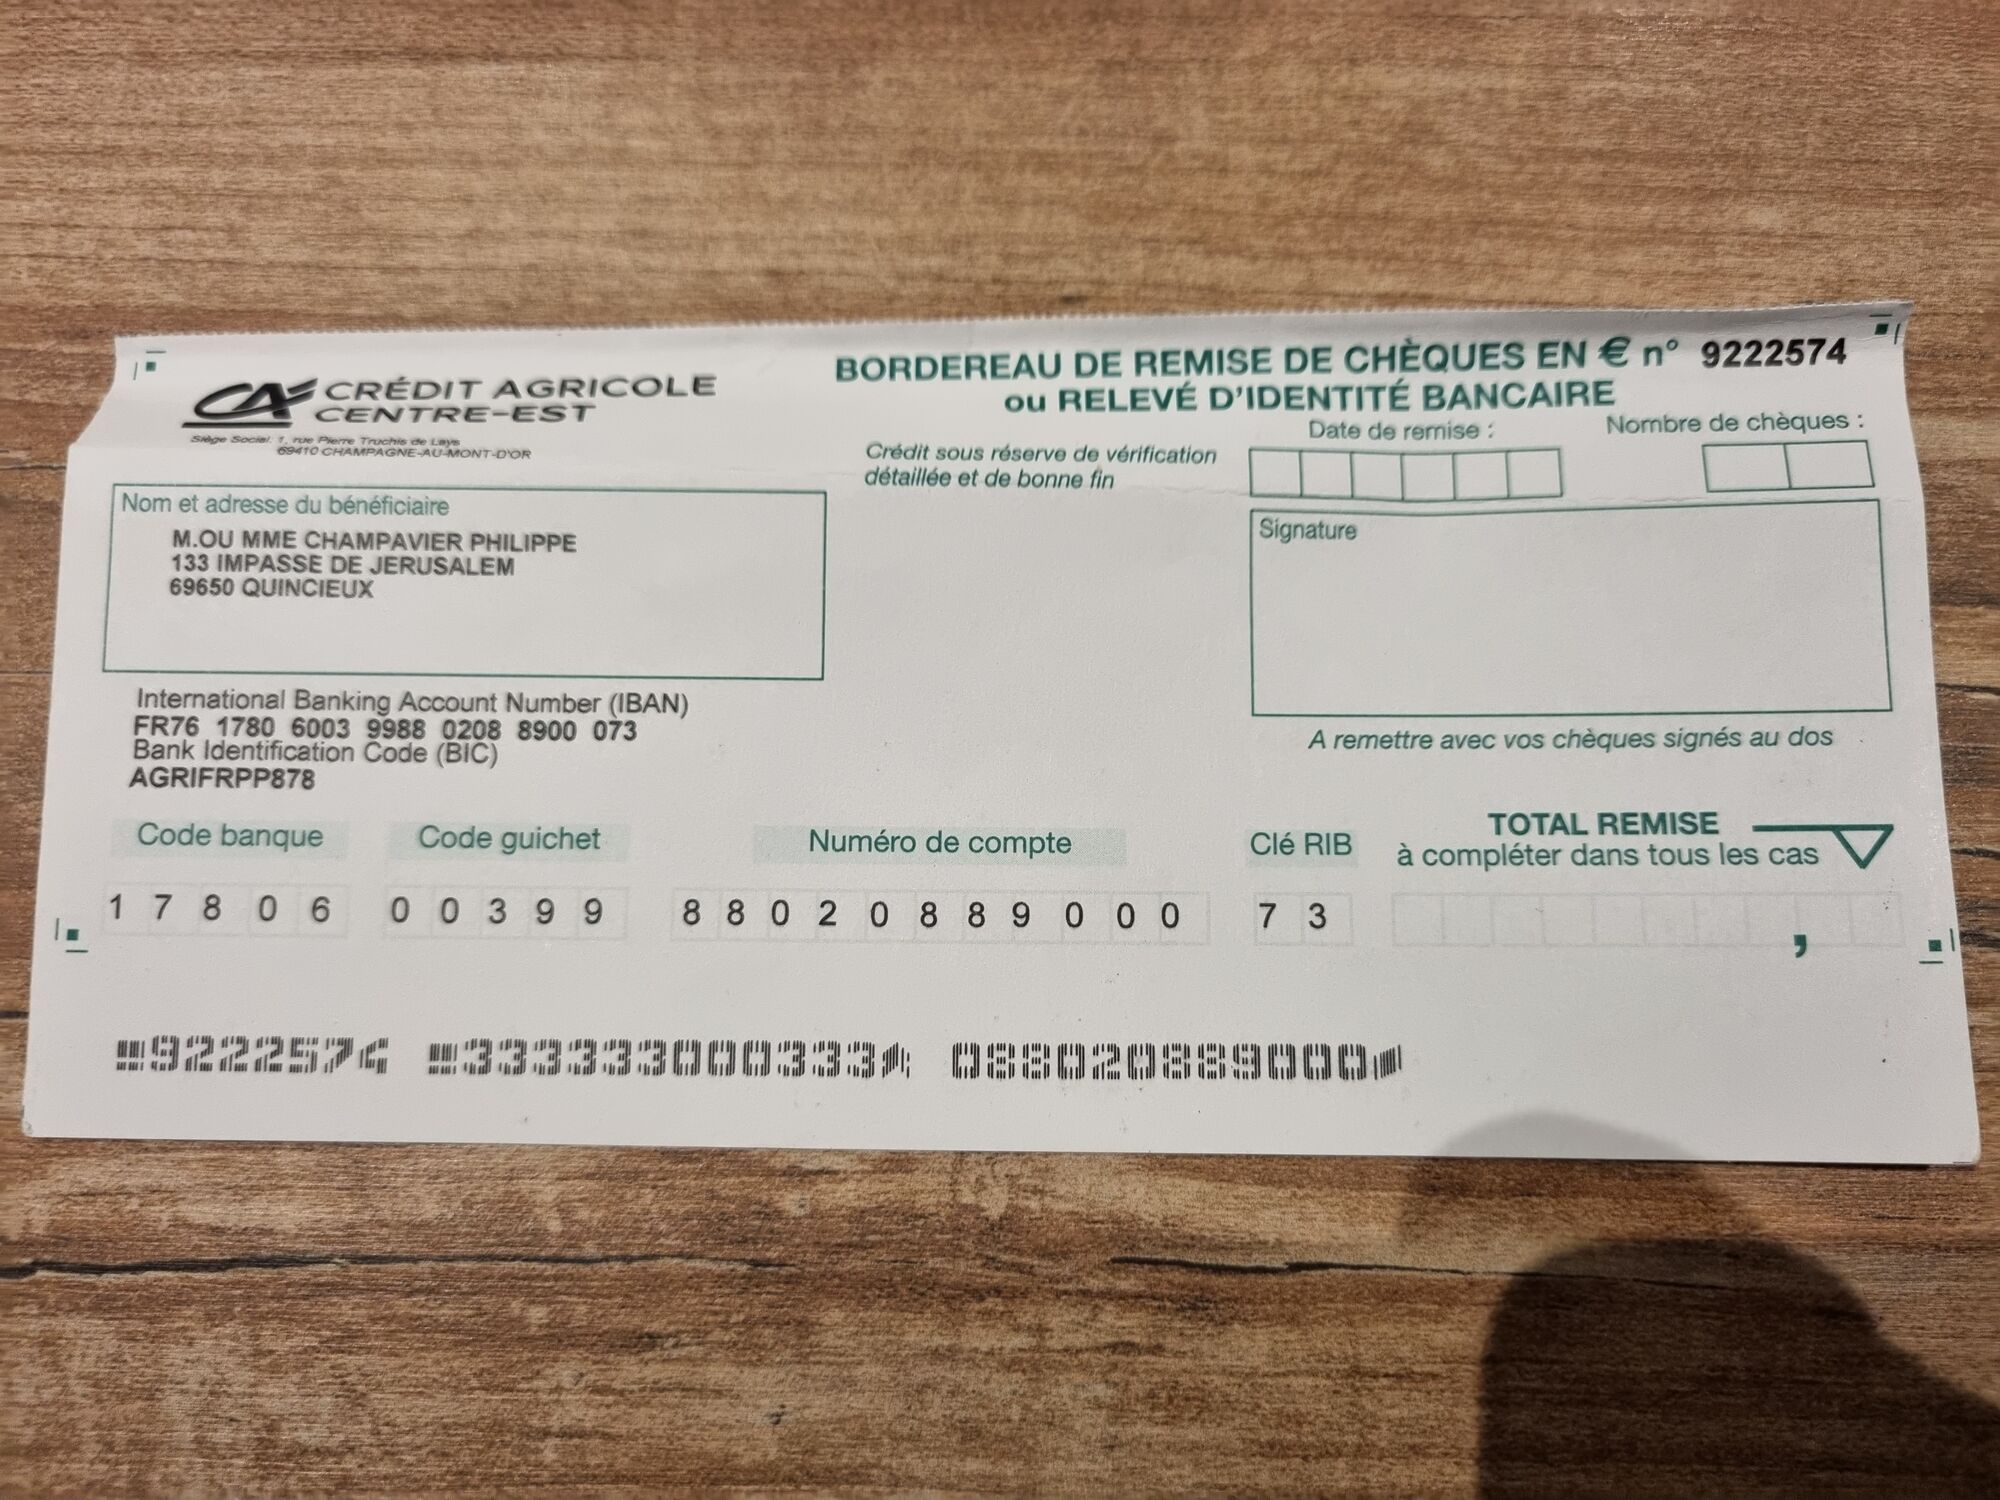 CRÉDIT AGRICOLE
CENTRE-EST
Siège Social. 1, rue Pierre Truchis de Lays
69410 CHAMPAGNE-AU-MONT-D'OR
BORDEREAU DE REMISE DE CHÈQUES EN € n° 9222574
ou RELEVÉ D'IDENTITÉ BANCAIRE
Crédit sous réserve de vérification
détaillée et de bonne fin
Date de remise :
Nombre de chèques :
Nom et adresse du bénéficiaire
M.OU MME CHAMPAVIER PHILIPPE
133 IMPASSE DE JERUSALEM
69650 QUINCIEUX
Signature
International Banking Account Number (IBAN)
FR76 1780 6003 9988 0208 8900 073
Bank Identification Code (BIC)
AGRIFRPP878
A remettre avec vos chèques signés au dos
Code banque
Code guichet
Numéro de compte
Clé RIB
TOTAL REMISE
à compléter dans tous les cas
17806 00399 88020889000 73 ,
9222574 333333000333 088020889000